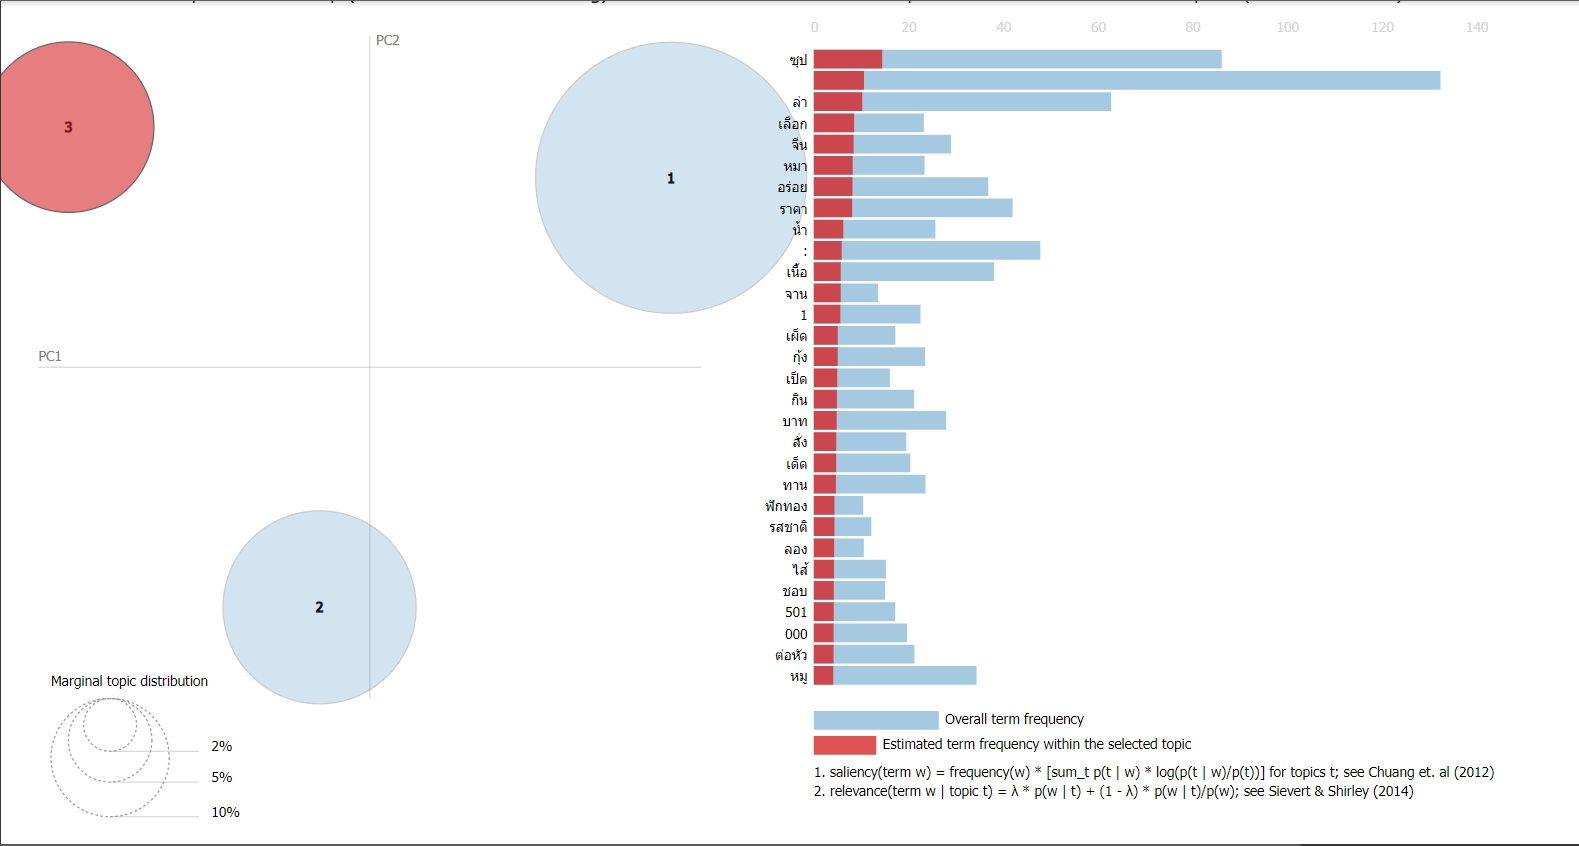 PC2
3
1
PC1
2
Marginal topic distribution
2%
5%
10%
0 20 40 60 80 100 120 140
ซุป
ล่า
เลือก
จีน
หมา
อร่อย
ราคา
น้ำ
:
เนื้อ
จาน
1
เผ็ด
กุ้ง
เป็ด
กิน
บาท
สั่ง
เด็ด
ทาน
ฟักทอง
รสชาติ
ลอง
ไส้
ชอบ
501
000
ต่อหัว
หมู
Overall term frequency
Estimated term frequency within the selected topic
1. saliency(term w) = frequency(w) * [sum_t p(t | w) * log(p(t | w)/p(t))] for topics t; see Chuang et. al (2012)
2. relevance(term w | topic t) = λ * p(w | t) + (1 - λ) * p(w | t)/p(w); see Sievert & Shirley (2014)